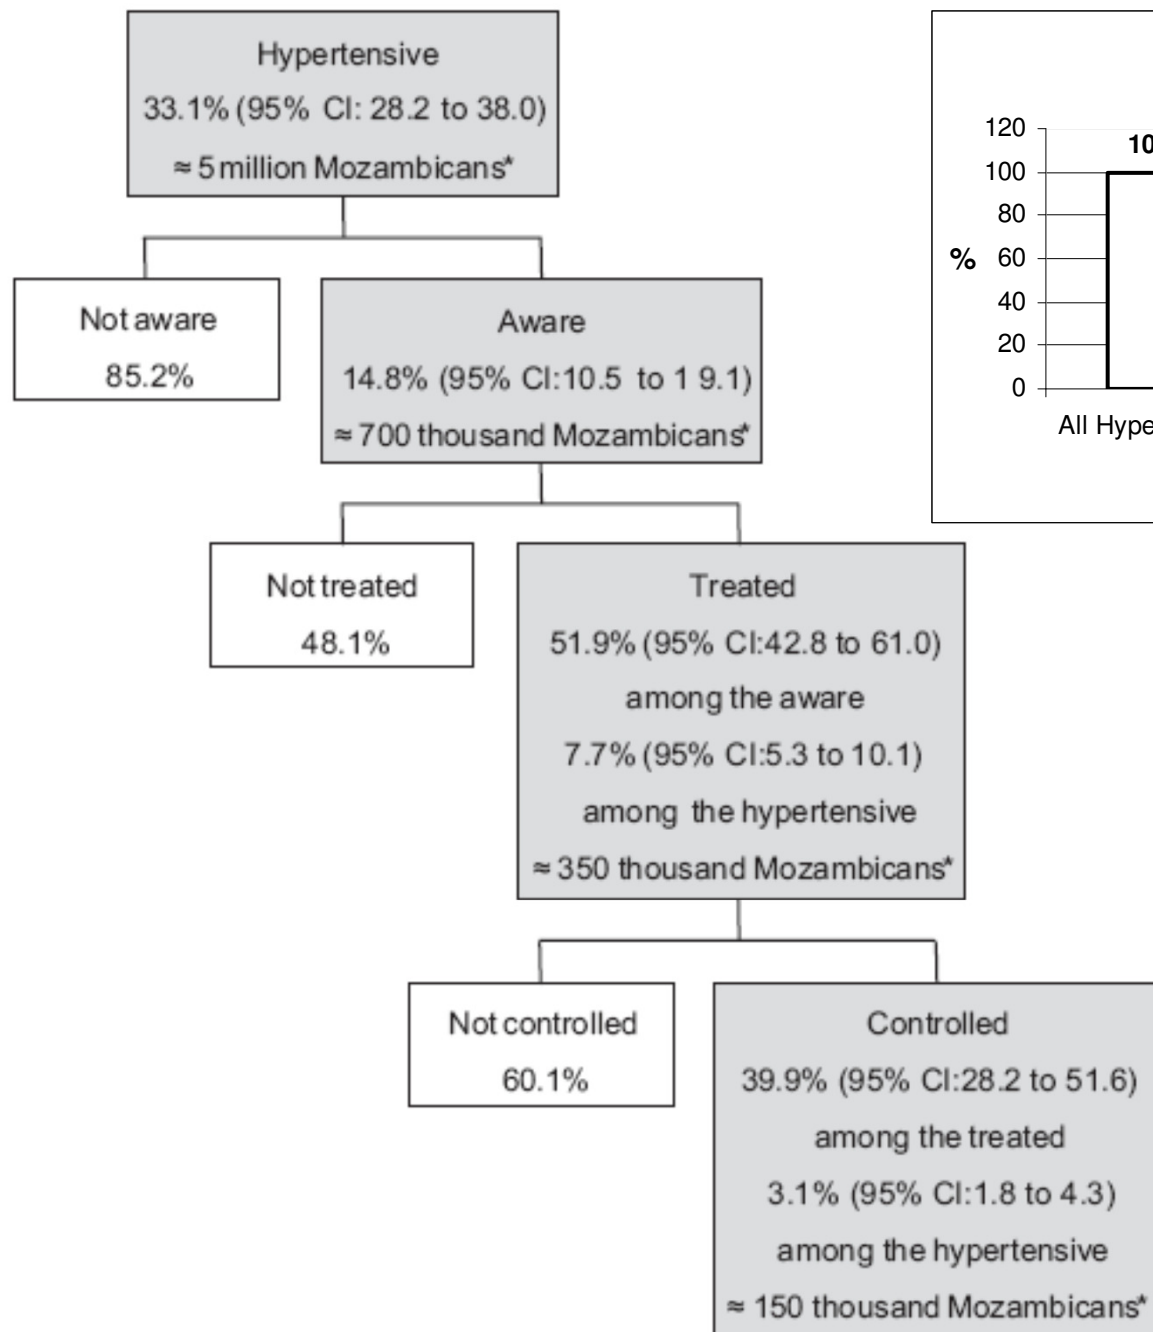 Hypertensive
33.1% (95% CI: 28.2 to 38.0)
≈ 5 million Mozambicans*
Not aware
85.2%
Aware
14.8% (95% CI:10.5 to 1 9.1)
≈ 700 thousand Mozambicans*
Not treated
48.1%
Treated
51.9% (95% CI:42.8 to 61.0)
among the aware
7.7% (95% CI:5.3 to 10.1)
among the hypertensive
≈ 350 thousand Mozambicans*
Not controlled
60.1%
Controlled
39.9% (95% CI:28.2 to 51.6)
among the treated
3.1% (95% CI:1.8 to 4.3)
among the hypertensive
≈ 150 thousand Mozambicans*
120
10
100
80
%
60
40
20
0
All Hype